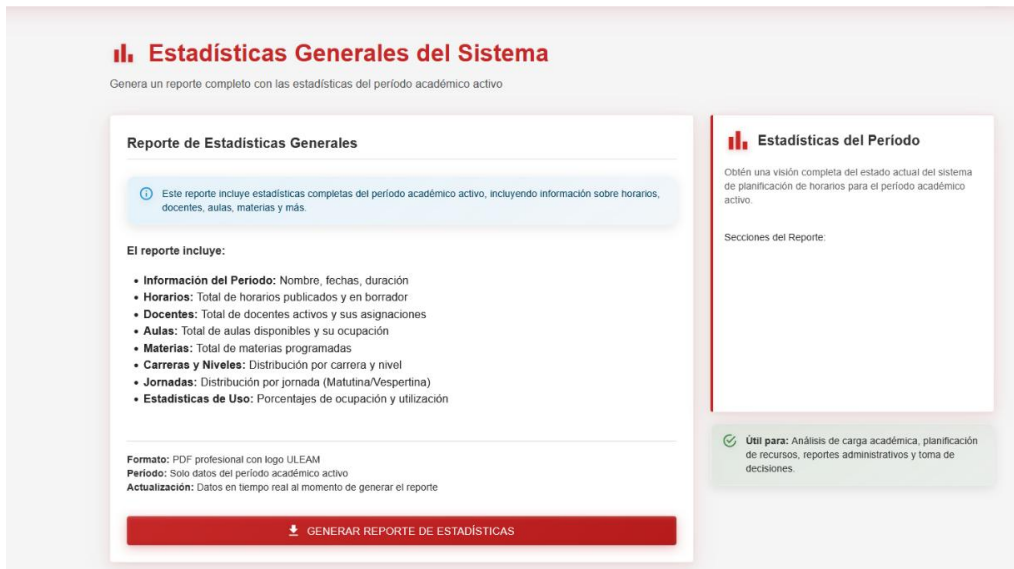 Estadísticas Generales del Sistema
Genera un reporte completo con las estadísticas del período académico activo
Reporte de Estadísticas Generales
Este reporte incluye estadísticas completas del período académico activo, incluyendo información sobre horarios,
docentes, aulas, materias y más.
El reporte incluye:
• Información del Período: Nombre, fechas, duración
• Horarios: Total de horarios publicados y en borrador
• Docentes: Total de docentes activos y sus asignaciones
• Aulas: Total de aulas disponibles y su ocupación
• Materias: Total de materias programadas
• Carreras y Niveles: Distribución por carrera y nivel
• Jornadas: Distribución por jornada (Matutina/Vespertina)
• Estadísticas de Uso: Porcentajes de ocupación y utilización
Formato: PDF profesional con logo ULEAM
Período: Solo datos del período académico activo
Actualización: Datos en tiempo real al momento de generar el reporte
GENERAR REPORTE DE ESTADÍSTICAS
Estadísticas del Período
Obtén una visión completa del estado actual del sistema
de planificación de horarios para el período académico
activo.
Secciones del Reporte:
Útil para: Análisis de carga académica, planificación
de recursos, reportes administrativos y toma de
decisiones.